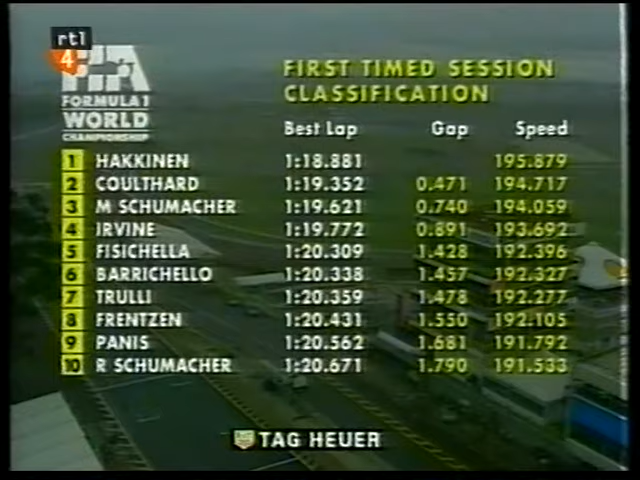 rtl
4
FIA
FORMULA 1
WORLD
CHAMPIONSHIP
FIRST TIMED SESSION
CLASSIFICATION
Best Lap Gap Speed
1 HAKKINEN 1:18.881 195.879
2 COULTHARD 1:19.352 0.471 194.717
3 M SCHUMACHER 1:19.621 0.740 194.059
4 IRVINE 1:19.772 0.891 193.692
5 FISICHELLA 1:20.309 1.428 192.396
6 BARRICHELLO 1:20.338 1.457 192.327
7 TRULLI 1:20.359 1.478 192.277
8 FRENTZEN 1:20.431 1.550 192.105
9 PANIS 1:20.562 1.681 191.792
10 R SCHUMACHER 1:20.671 1.790 191.533
TAG HEUER